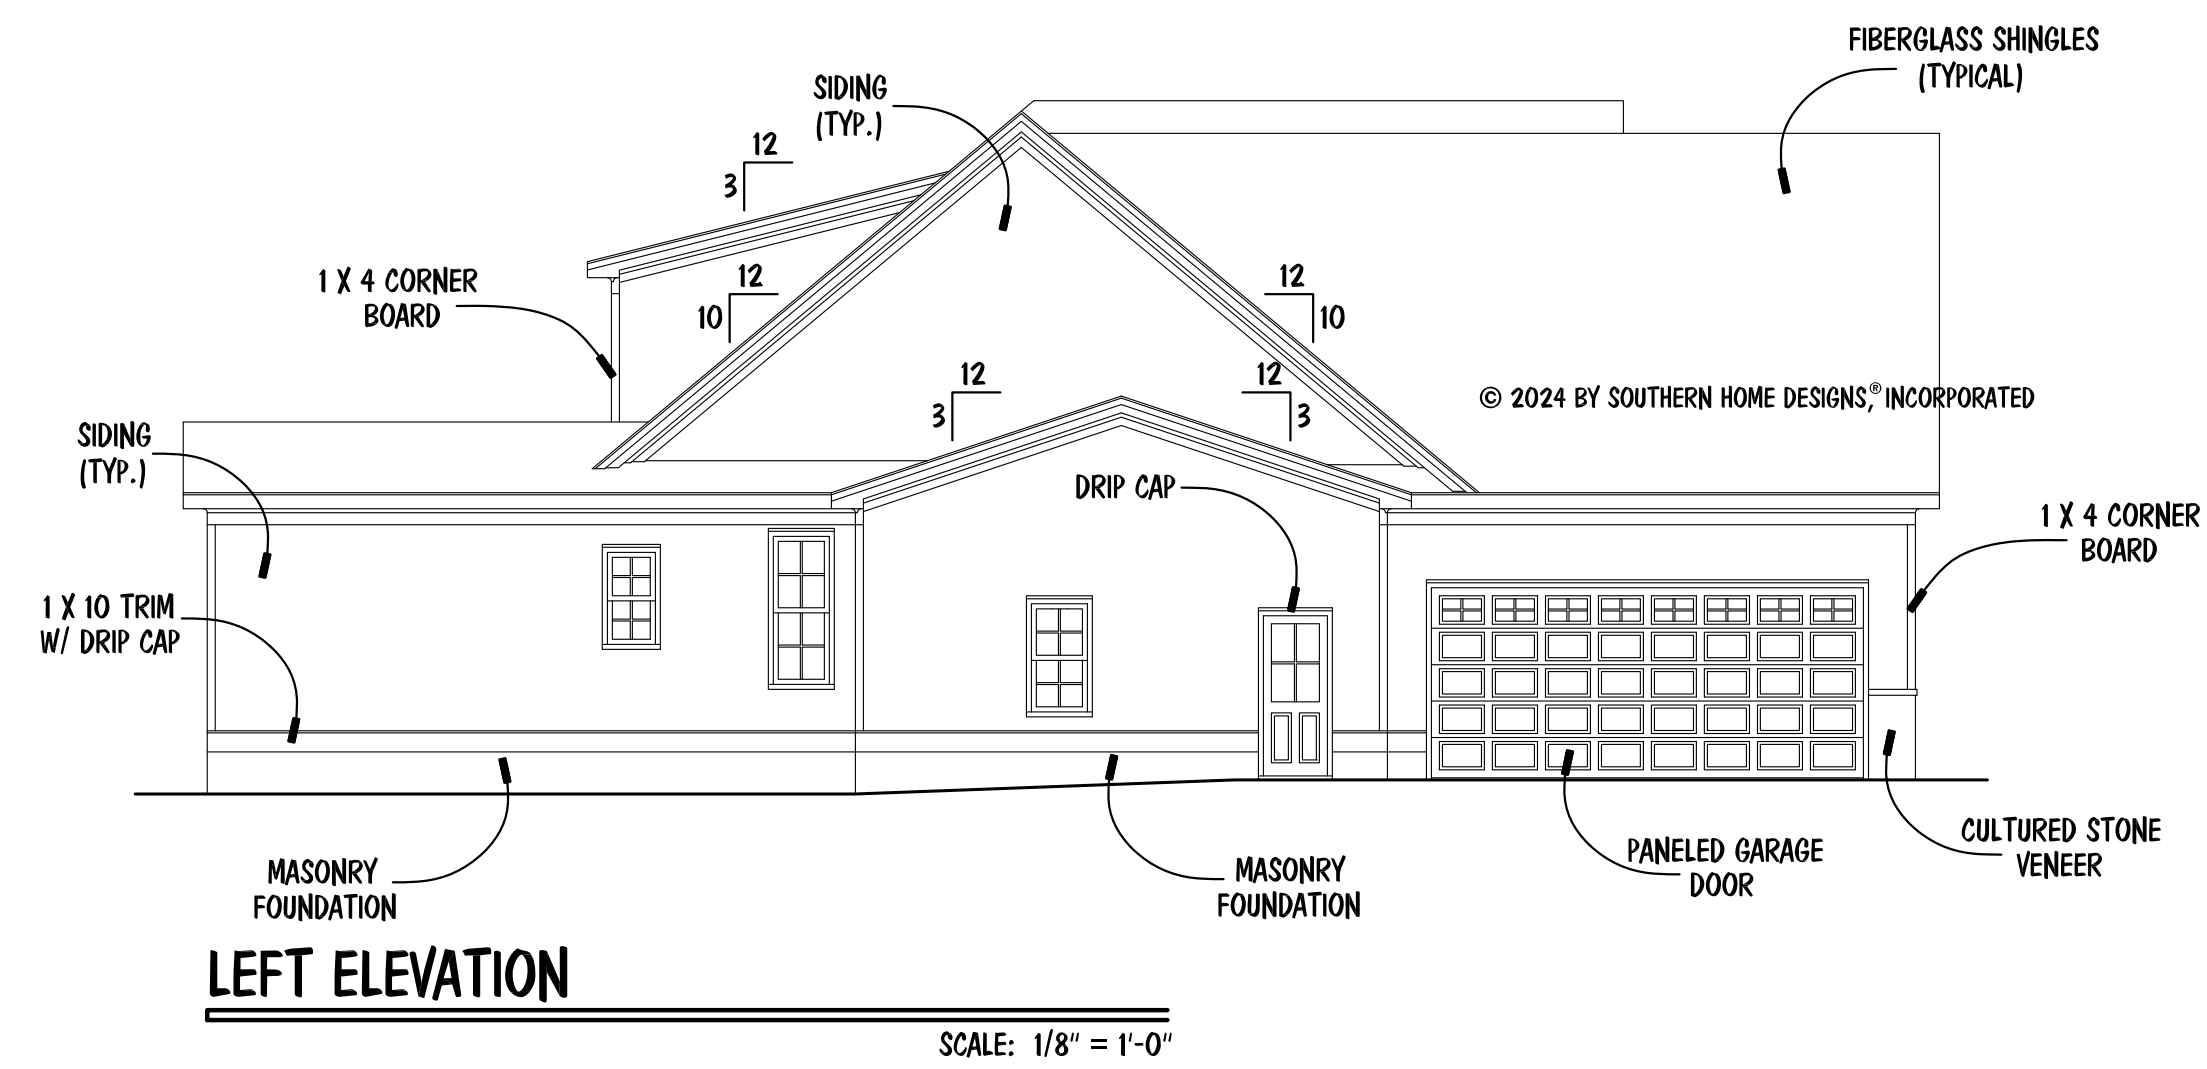 FIBERGLASS SHINGLES
(TYPICAL)
SIDING
(TYP.)
12
3
1 X 4 CORNER
BOARD
12
10
12
10
12
3
12
3
© 2024 BY SOUTHERN HOME DESIGNS,® INCORPORATED
SIDING
(TYP.)
DRIP CAP
1 X 4 CORNER
BOARD
1 X 10 TRIM
W/ DRIP CAP
MASONRY
FOUNDATION
MASONRY
FOUNDATION
PANELED GARAGE
DOOR
CULTURED STONE
VENEER
LEFT ELEVATION
SCALE: 1/8" = 1'-0"